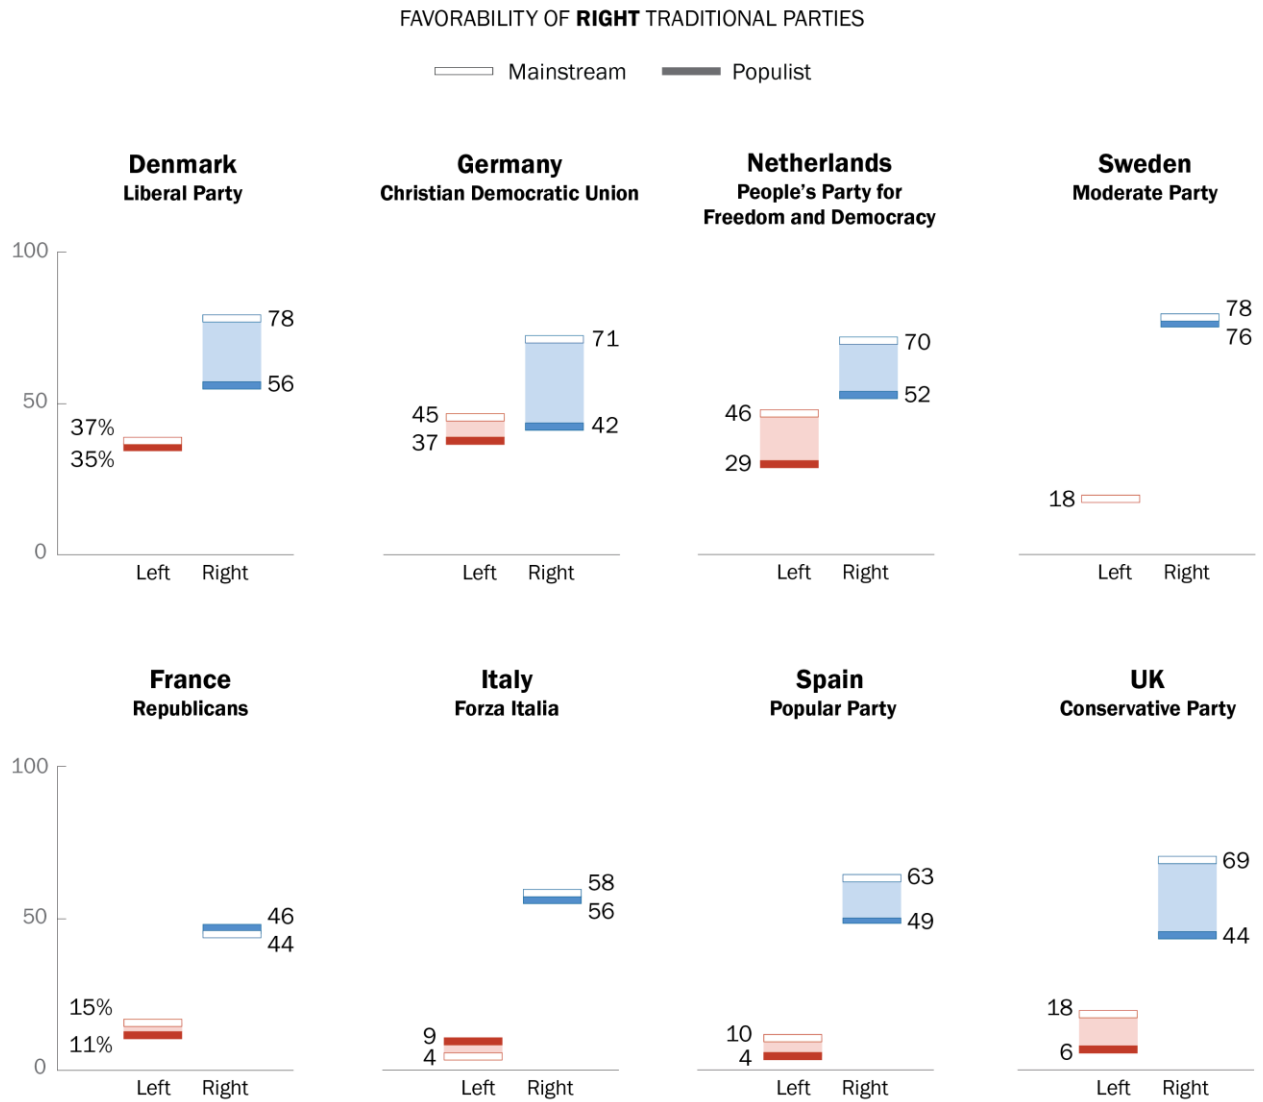 FAVORABILITY OF RIGHT TRADITIONAL PARTIES
Mainstream Populist
Denmark
Liberal Party
Germany
Christian Democratic Union
Netherlands
People's Party for
Freedom and Democracy
Sweden
Moderate Party
100
50
0
37%
35%
78
56
Left Right
45
37
71
42
Left Right
46
29
70
52
Left Right
18
78
76
Left Right
France
Republicans
Italy
Forza Italia
Spain
Popular Party
UK
Conservative Party
100
50
0
15%
11%
46
44
Left Right
9
4
58
56
Left Right
10
4
63
49
Left Right
18
6
69
44
Left Right